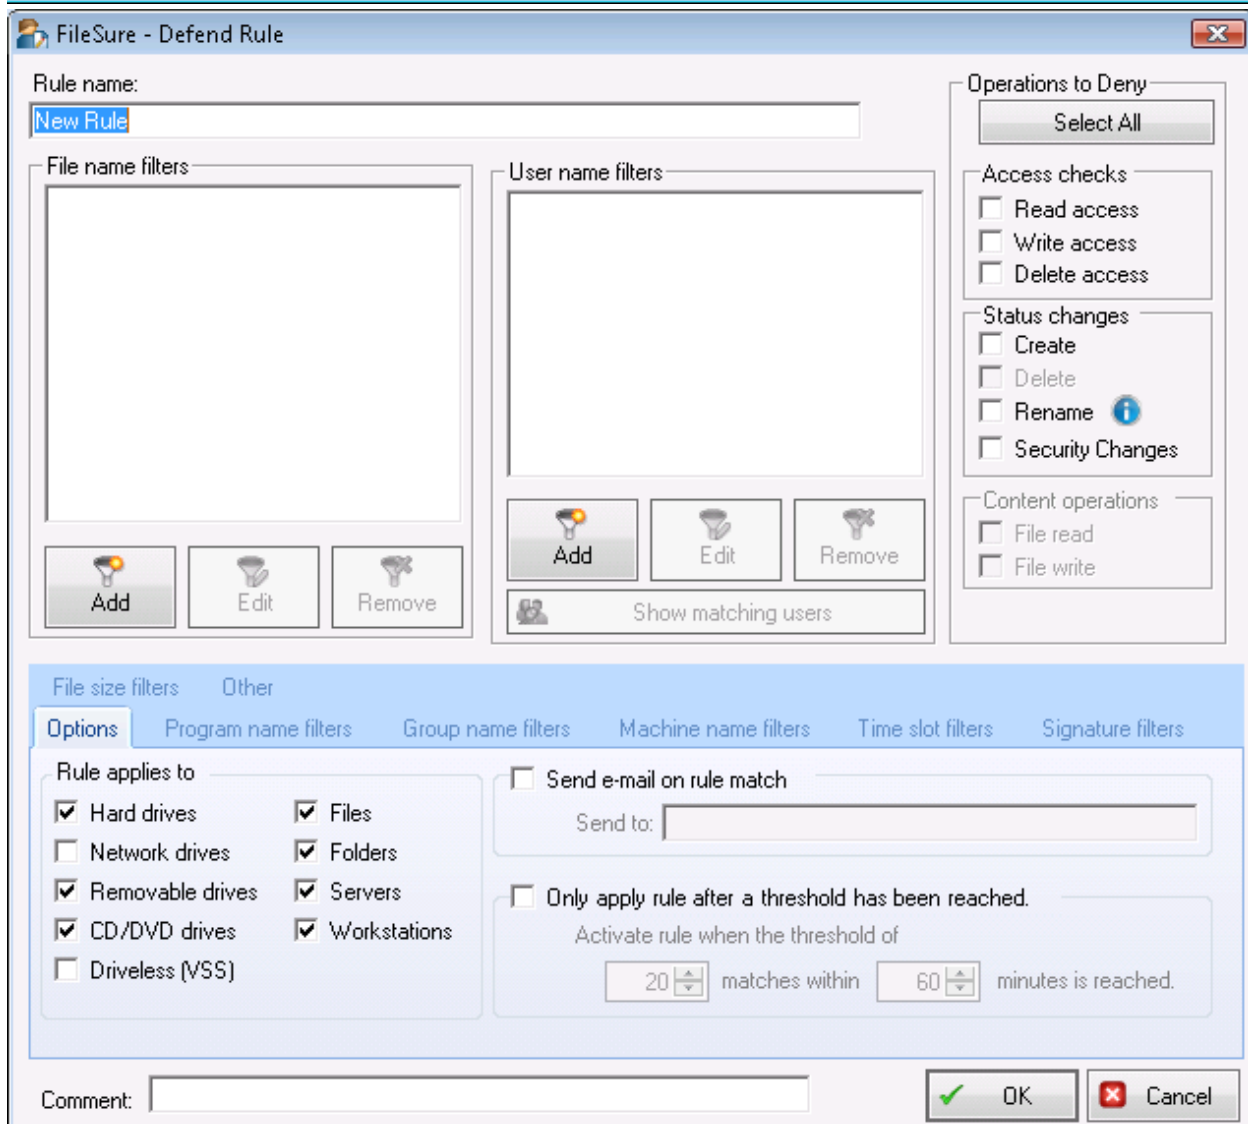 FileSure - Defend Rule
Rule name:
New Rule
File name filters
Add
Edit
Remove
User name filters
Add
Edit
Remove
Show matching users
Operations to Deny
Select All
Access checks
Read access
Write access
Delete access
Status changes
Create
Delete
Rename
Security Changes
Content operations
File read
File write
File size filters
Other
Options
Program name filters
Group name filters
Machine name filters
Time slot filters
Signature filters
Rule applies to
Hard drives
Files
Network drives
Folders
Removable drives
Servers
CD/DVD drives
Workstations
Driveless (VSS)
Send e-mail on rule match
Send to:
Only apply rule after a threshold has been reached.
Activate rule when the threshold of
20 matches within 60 minutes is reached.
Comment:
OK
Cancel